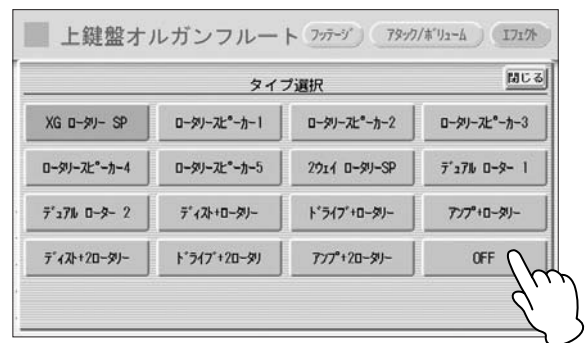 上鍵盤オルガンフルート ﾌｯﾃｰｼﾞ ｱﾀｯｸ/ﾎﾞﾘｭｰﾑ ｴﾌｪｸﾄ
タイプ選択 閉じる
XG ﾛｰﾀﾘｰ SP ﾛｰﾀﾘｰｽﾋﾟｰｶｰ1 ﾛｰﾀﾘｰｽﾋﾟｰｶｰ2 ﾛｰﾀﾘｰｽﾋﾟｰｶｰ3
ﾛｰﾀﾘｰｽﾋﾟｰｶｰ4 ﾛｰﾀﾘｰｽﾋﾟｰｶｰ5 2ｳｪｲ ﾛｰﾀﾘｰSP ﾃﾞｭｱﾙ ﾛｰﾀｰ 1
ﾃﾞｭｱﾙ ﾛｰﾀｰ 2 ﾃﾞｨｽﾄ+ﾛｰﾀﾘｰ ﾄﾞﾗｲﾌﾞ+ﾛｰﾀﾘｰ ｱﾝﾌﾟ+ﾛｰﾀﾘｰ
ﾃﾞｨｽﾄ+2ﾛｰﾀﾘｰ ﾄﾞﾗｲﾌﾞ+2ﾛｰﾀﾘ ｱﾝﾌﾟ+2ﾛｰﾀﾘｰ OFF